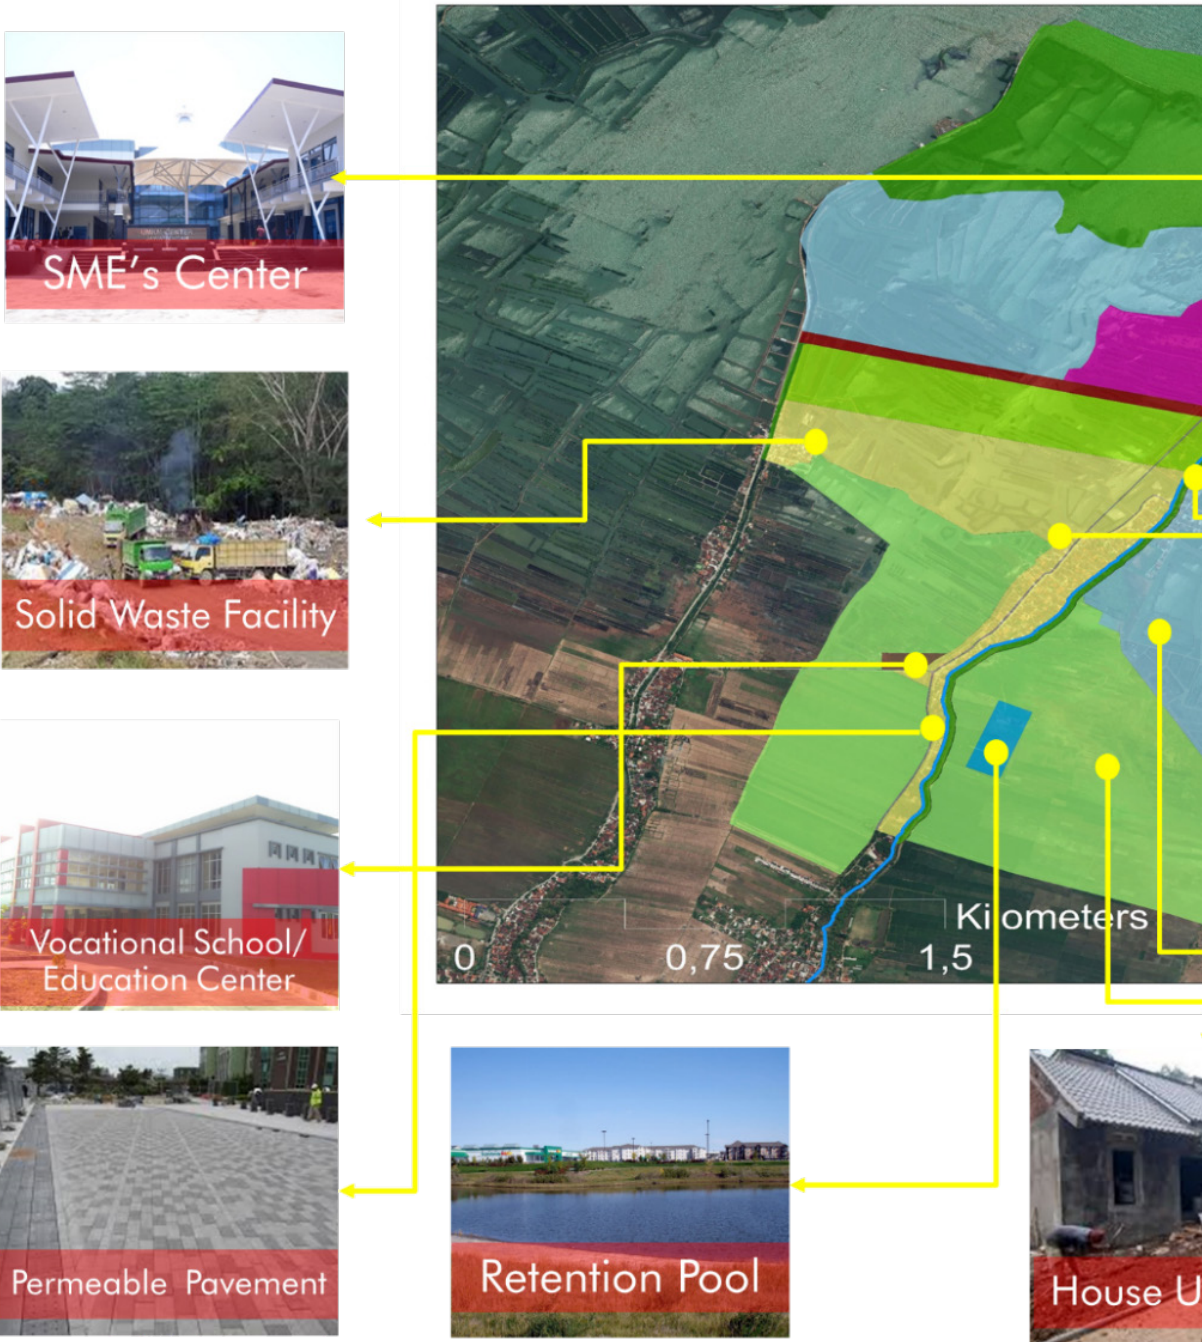 SME's Center
Solid Waste Facility
Vocational School/
Education Center
Kilometers
0
0,75
1,5
Permeable Pavement
Retention Pool
House U